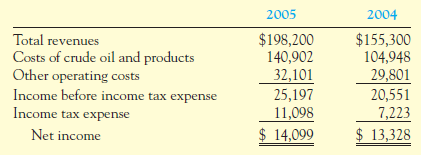 2005 2004
Total revenues $198,200 $155,300
Costs of crude oil and products 140,902 104,948
Other operating costs 32,101 29,801
Income before income tax expense 25,197 20,551
Income tax expense 11,098 7,223
Net income $ 14,099 $ 13,328